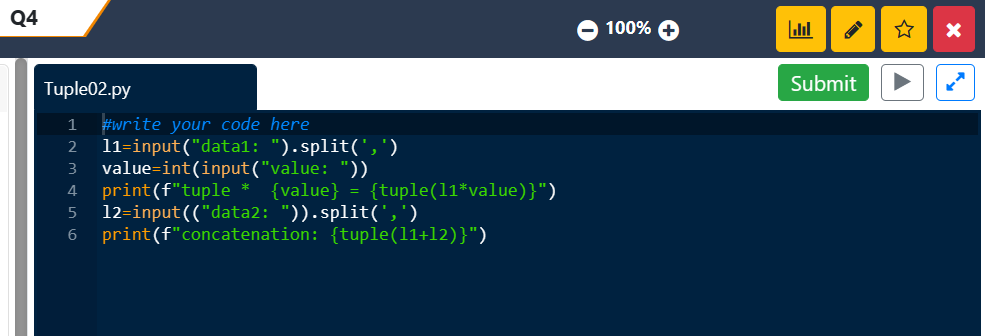 Q4
100%
Submit
Tuple02.py
1 #write your code here
2 l1=input("data1: ").split(',')
3 value=int(input("value: "))
4 print(f"tuple *  {value} = {tuple(l1*value)}")
5 l2=input(("data2: ")).split(',')
6 print(f"concatenation: {tuple(l1+l2)}")